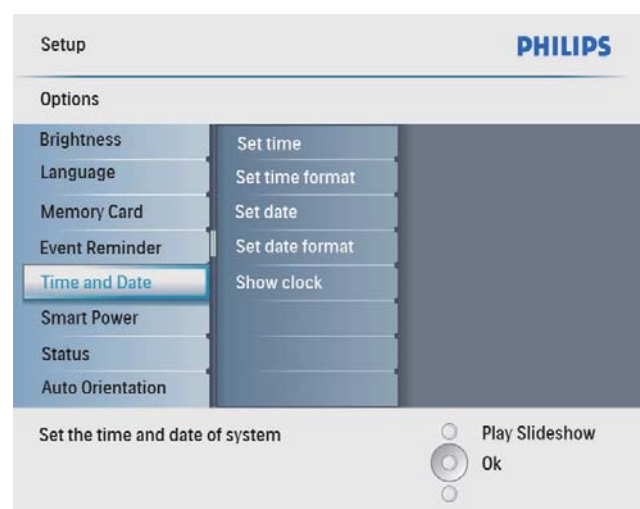 Setup
PHILIPS
Options
Brightness
Language
Memory Card
Event Reminder
Time and Date
Smart Power
Status
Auto Orientation
Set time
Set time format
Set date
Set date format
Show clock
Set the time and date of system
Play Slideshow
Ok